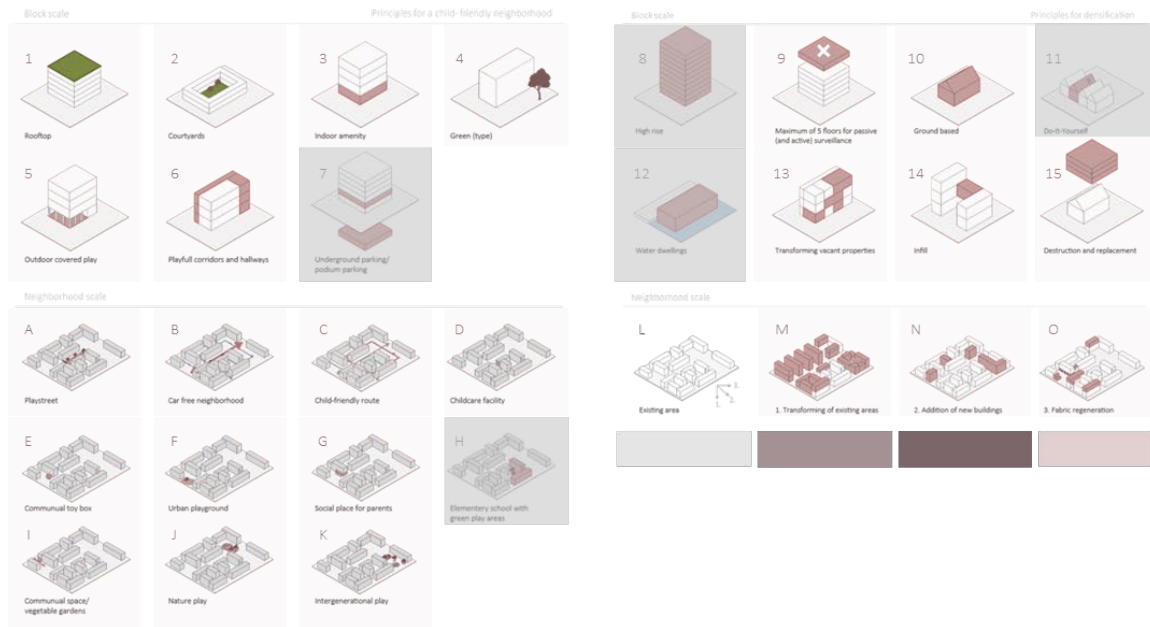 Block scale
Principles for a child- friendly neighborhood
1
2
3
4
Rooftop
Courtyards
Indoor amenity
Green (type)
5
6
7
Outdoor covered play
Playfull corridors and hallways
Underground parking/
podium parking
Neighborhood scale
A
B
C
D
Playstreet
Car free neighborhood
Child-friendly route
Childcare facility
E
F
G
H
Communual toy box
Urban playground
Social place for parents
Elementery school with
green play areas
I
J
K
Communual space/
vegetable gardens
Nature play
Intergenerational play
Block scale
Principles for densification
8
9
10
11
High rise
Maximum of 5 floors for passive
(and active) surveillance
Ground based
Do-It-Yourself
12
13
14
15
Water dwellings
Transforming vacant properties
Infill
Destruction and replacement
Neighborhood scale
L
M
N
O
3.
2.
1.
Existing area
1. Transforming of existing areas
2. Addition of new buildings
3. Fabric regeneration